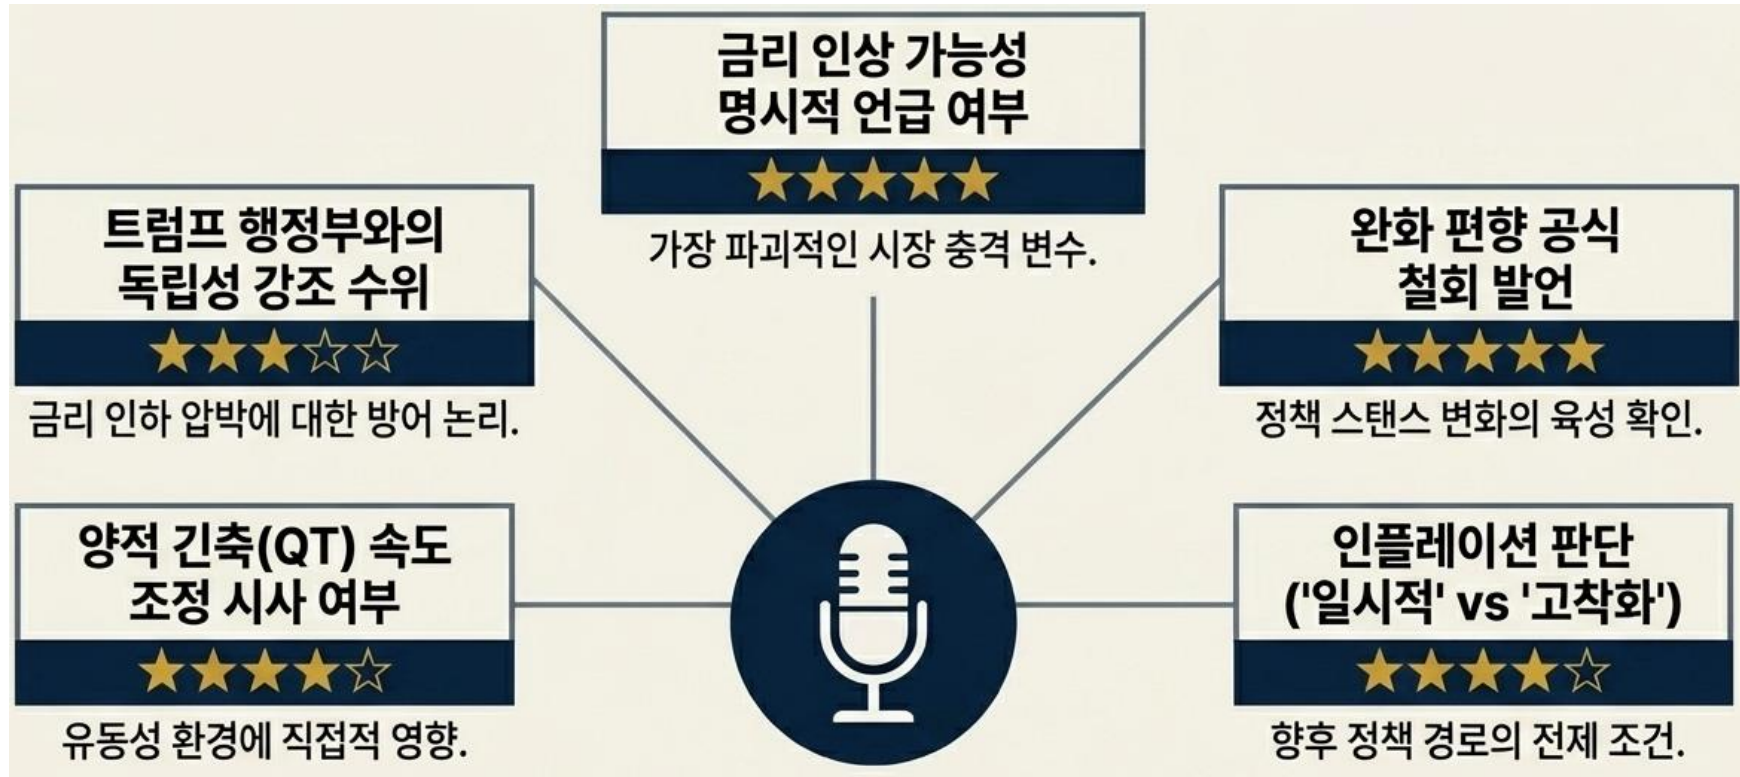 금리 인상 가능성
명시적 언급 여부
★★★★★
가장 파괴적인 시장 충격 변수.
트럼프 행정부와의
독립성 강조 수위
★★★☆☆
금리 인하 압박에 대한 방어 논리.
완화 편향 공식
철회 발언
★★★★★
정책 스탠스 변화의 육성 확인.
양적 긴축(QT) 속도
조정 시사 여부
★★★★☆
유동성 환경에 직접적 영향.
인플레이션 판단
('일시적' vs '고착화')
★★★★☆
향후 정책 경로의 전제 조건.